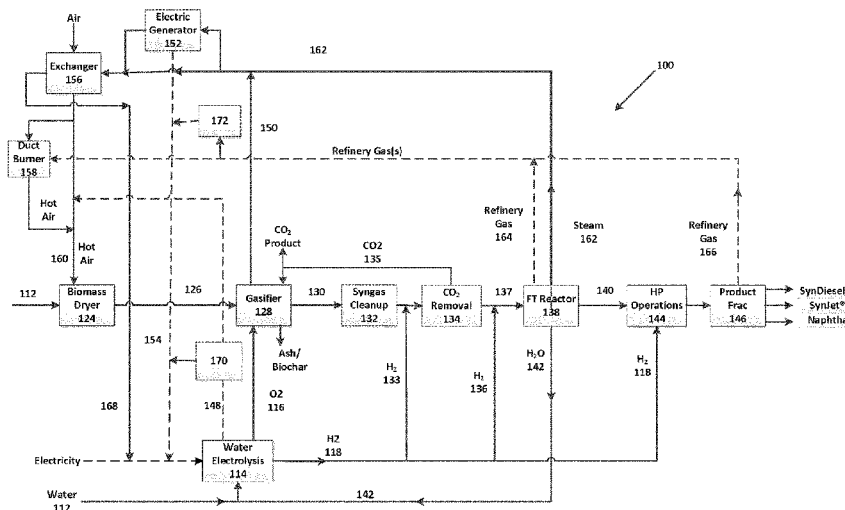 Air
Electric
Generator
152
162
Exchanger
156
100
150
172
Duct
Burner
158
Refinery Gas(s)
Hot
Air
Hot
Air
160
CO2
Product
CO2
135
Refinery
Gas
164
Steam
162
Refinery
Gas
166
112
Biomass
Dryer
124
126
Gasifier
128
130
Syngas
Cleanup
132
CO2
Removal
134
137
FT Reactor
138
140
HP
Operations
144
Product
Frac
146
SynDiesel
SynJet®
Naphtha
154
170
Ash/
Biochar
H2
133
H2
136
H2O
142
H2
118
168
148
O2
116
Electricity
Water
Electrolysis
114
H2
118
Water
112
142